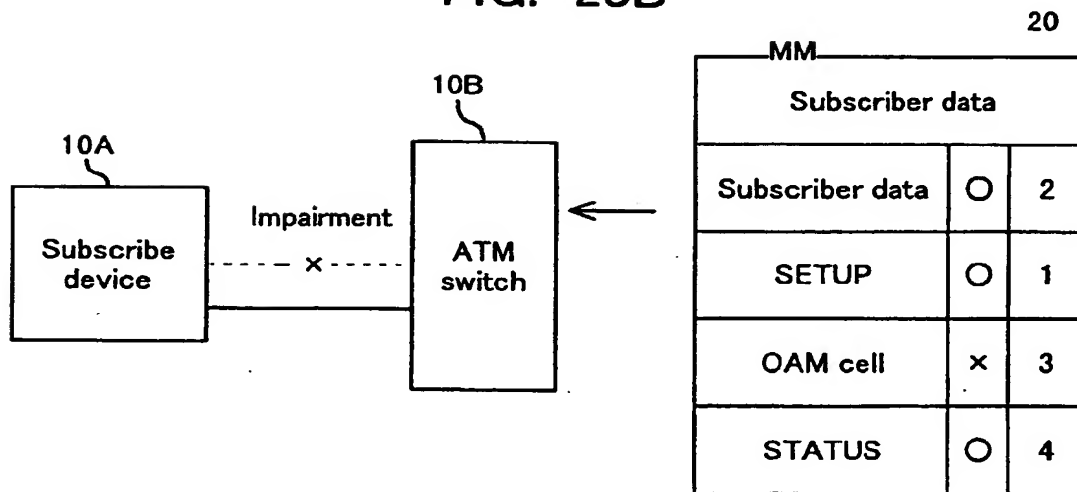 20
MM
Subscriber data
10B
10A
Subscriber data ○ 2
Impairment
Subscribe
device
ATM
switch
×
SETUP ○ 1
OAM cell × 3
STATUS ○ 4